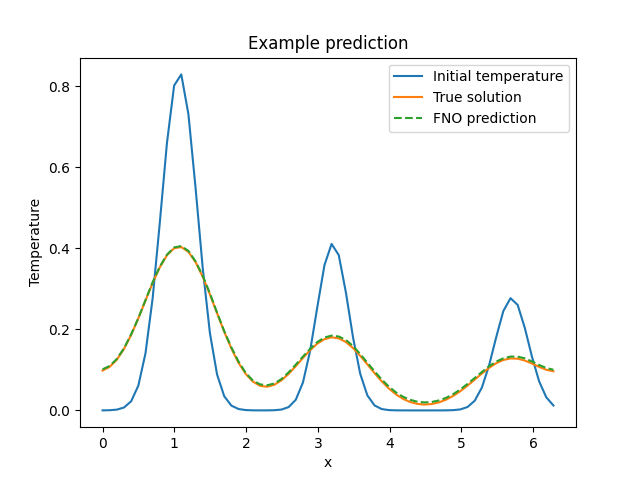 Example prediction
Initial temperature
True solution
FNO prediction
Temperature
0.8
0.6
0.4
0.2
0.0
0 1 2 3 4 5 6
x